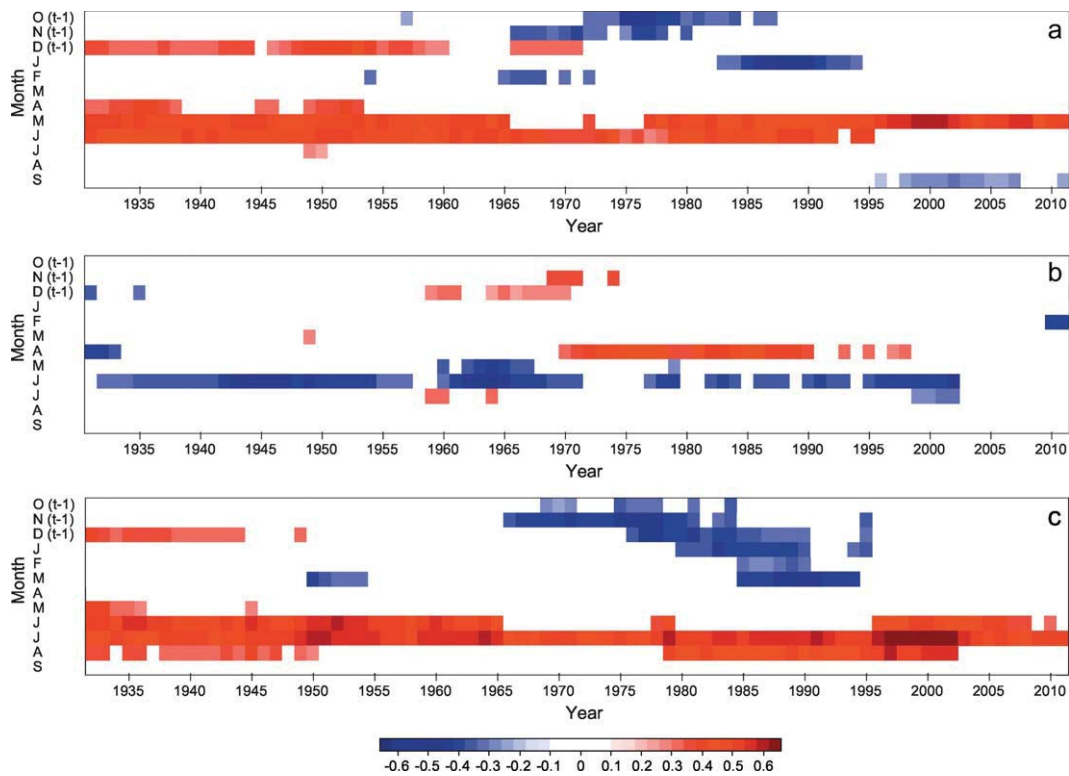 a
O (t-1)
N (t-1)
D (t-1)
J
F
M
A
M
J
J
A
S
Month
1935 1940 1945 1950 1955 1960 1965 1970 1975 1980 1985 1990 1995 2000 2005 2010
Year
b
O (t-1)
N (t-1)
D (t-1)
J
F
M
A
M
J
J
A
S
Month
1935 1940 1945 1950 1955 1960 1965 1970 1975 1980 1985 1990 1995 2000 2005 2010
Year
c
O (t-1)
N (t-1)
D (t-1)
J
F
M
A
M
J
J
A
S
Month
1935 1940 1945 1950 1955 1960 1965 1970 1975 1980 1985 1990 1995 2000 2005 2010
Year
-0.6 -0.5 -0.4 -0.3 -0.2 -0.1 0 0.1 0.2 0.3 0.4 0.5 0.6